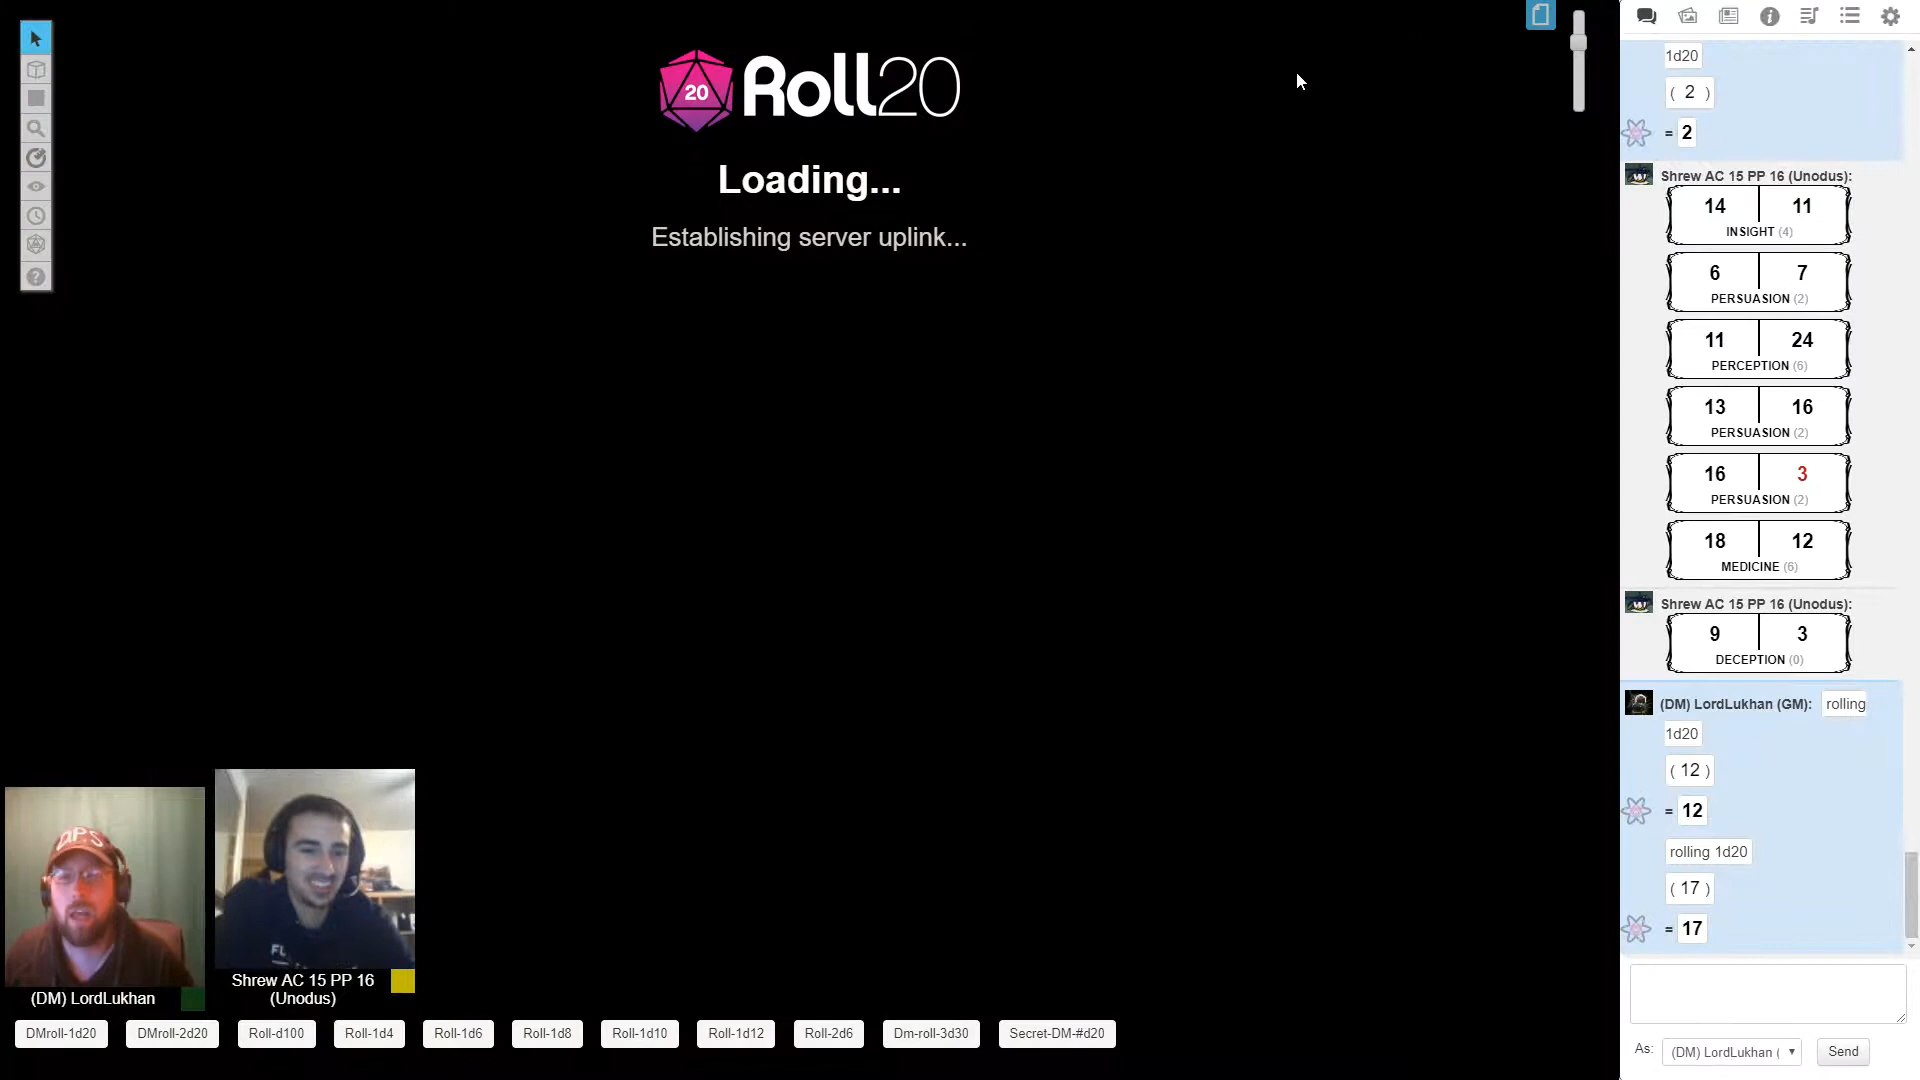 20 Roll20
Loading...
Establishing server uplink...
1d20
( 2 )
= 2
Shrew AC 15 PP 16 (Unodus):
14 11
INSIGHT (4)
6 7
PERSUASION (2)
11 24
PERCEPTION (6)
13 16
PERSUASION (2)
16 3
PERSUASION (2)
18 12
MEDICINE (6)
Shrew AC 15 PP 16 (Unodus):
9 3
DECEPTION (0)
(DM) LordLukhan (GM): rolling
1d20
( 12 )
= 12
rolling 1d20
( 17 )
= 17
As: (DM) LordLukhan (
Send
OPS
FL
(DM) LordLukhan
Shrew AC 15 PP 16
(Unodus)
DMroll-1d20 DMroll-2d20 Roll-d100 Roll-1d4 Roll-1d6 Roll-1d8 Roll-1d10 Roll-1d12 Roll-2d6 Dm-roll-3d30 Secret-DM-#d20